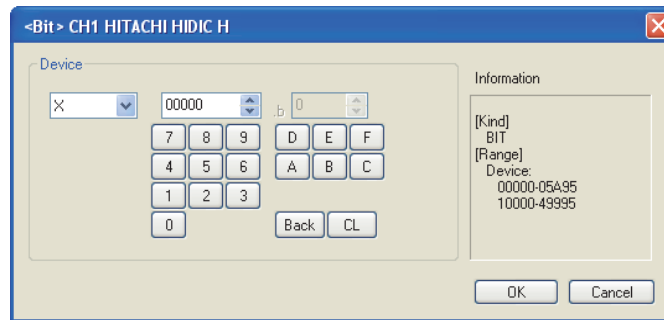 <Bit> CH1 HITACHI HIDIC H
Device
X 00000 .b 0
7 8 9 D E F
4 5 6 A B C
1 2 3
0 Back CL
Information
[Kind]
BIT
[Range]
Device:
00000-05A95
10000-49995
OK Cancel